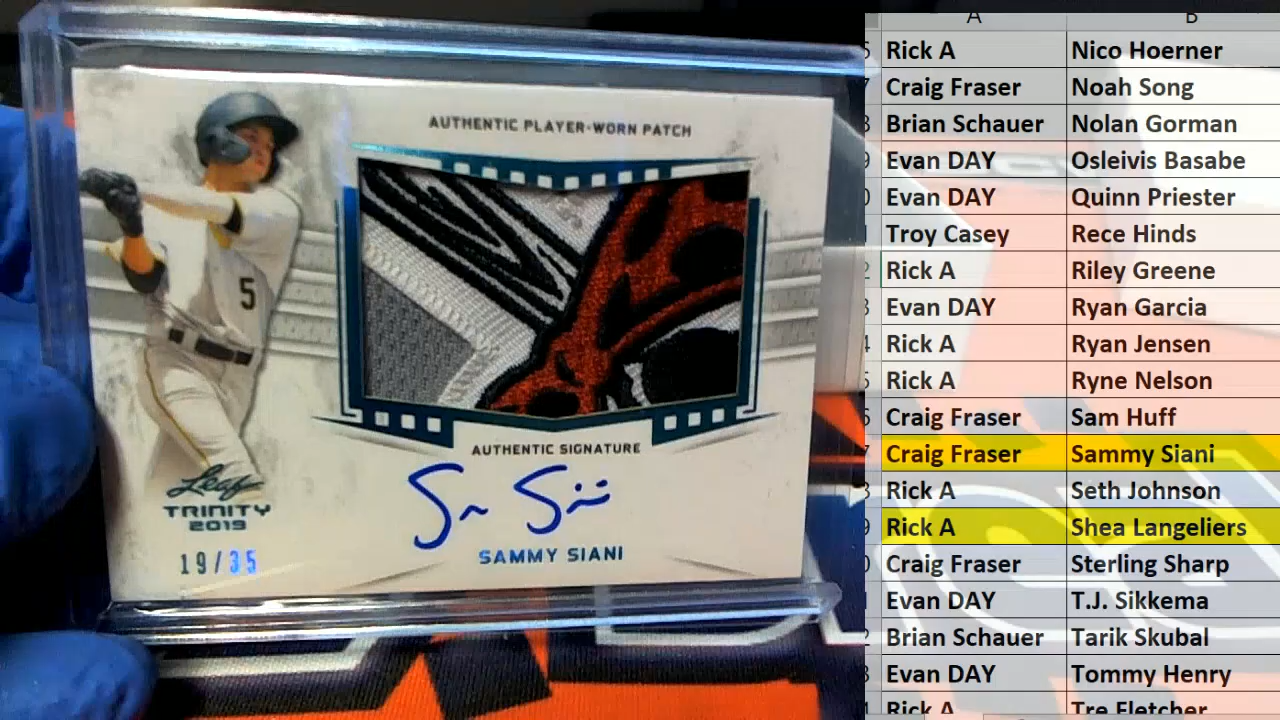 AUTHENTIC PLAYER-WORN PATCH
5
AUTHENTIC SIGNATURE
SAMMY SIANI
Leaf
TRINITY
2019
19/35
A B
Rick A Nico Hoerner
Craig Fraser Noah Song
Brian Schauer Nolan Gorman
Evan DAY Osleivis Basabe
Evan DAY Quinn Priester
Troy Casey Rece Hinds
Rick A Riley Greene
Evan DAY Ryan Garcia
Rick A Ryan Jensen
Rick A Ryne Nelson
Craig Fraser Sam Huff
Craig Fraser Sammy Siani
Rick A Seth Johnson
Rick A Shea Langeliers
Craig Fraser Sterling Sharp
Evan DAY T.J. Sikkema
Brian Schauer Tarik Skubal
Evan DAY Tommy Henry
Rick A Tre Fletcher